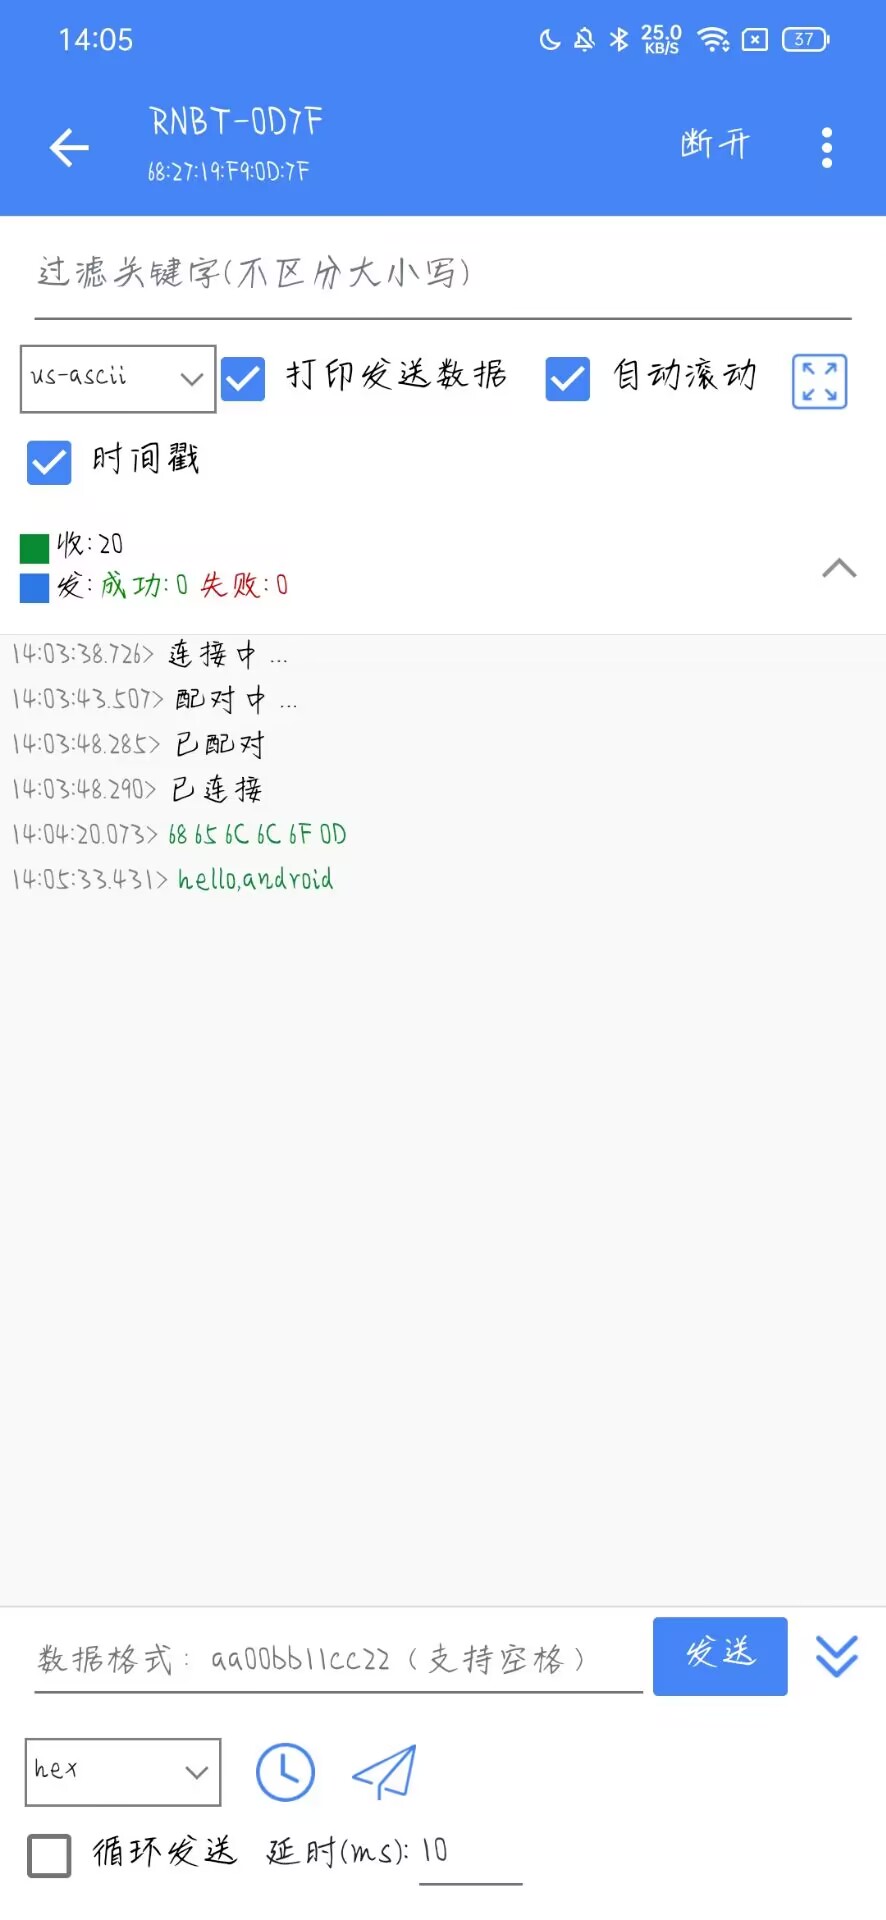 14:05 25.0 KB/S 37
RNBT-0D7F
68:27:19:F9:0D:7F
断开
过滤关键字(不区分大小写)
us-ascii 打印发送数据 自动滚动
时间戳
收:20
发:成功:0 失败:0
14:03:38.726> 连接中 ...
14:03:43.507> 配对中 ...
14:03:48.285> 已配对
14:03:48.290> 已连接
14:04:20.073> 68 65 6C 6C 6F 0D
14:05:33.431> hello,android
数据格式：aa00bb11cc22（支持空格） 发送
hex
循环发送 延时(ms): 10